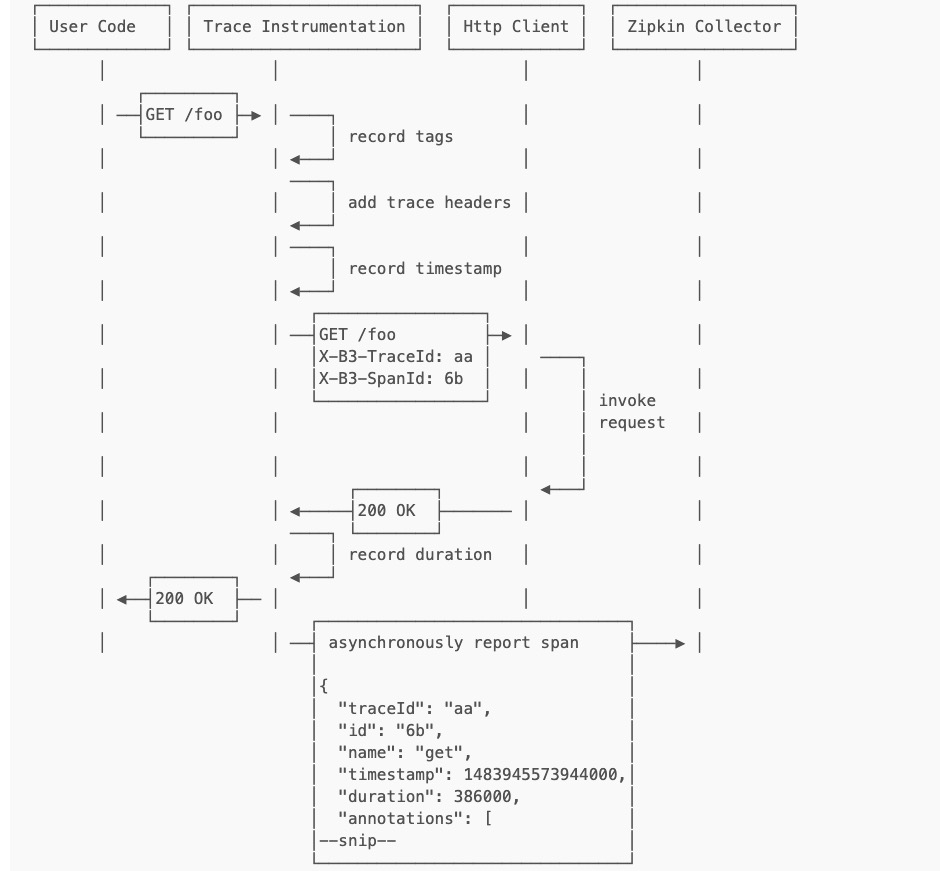 User Code Trace Instrumentation Http Client Zipkin Collector
GET /foo
record tags
add trace headers
record timestamp
GET /foo
X-B3-TraceId: aa
X-B3-SpanId: 6b
invoke
request
200 OK
record duration
200 OK
asynchronously report span
{
"traceId": "aa",
"id": "6b",
"name": "get",
"timestamp": 1483945573944000,
"duration": 386000,
"annotations": [
--snip--